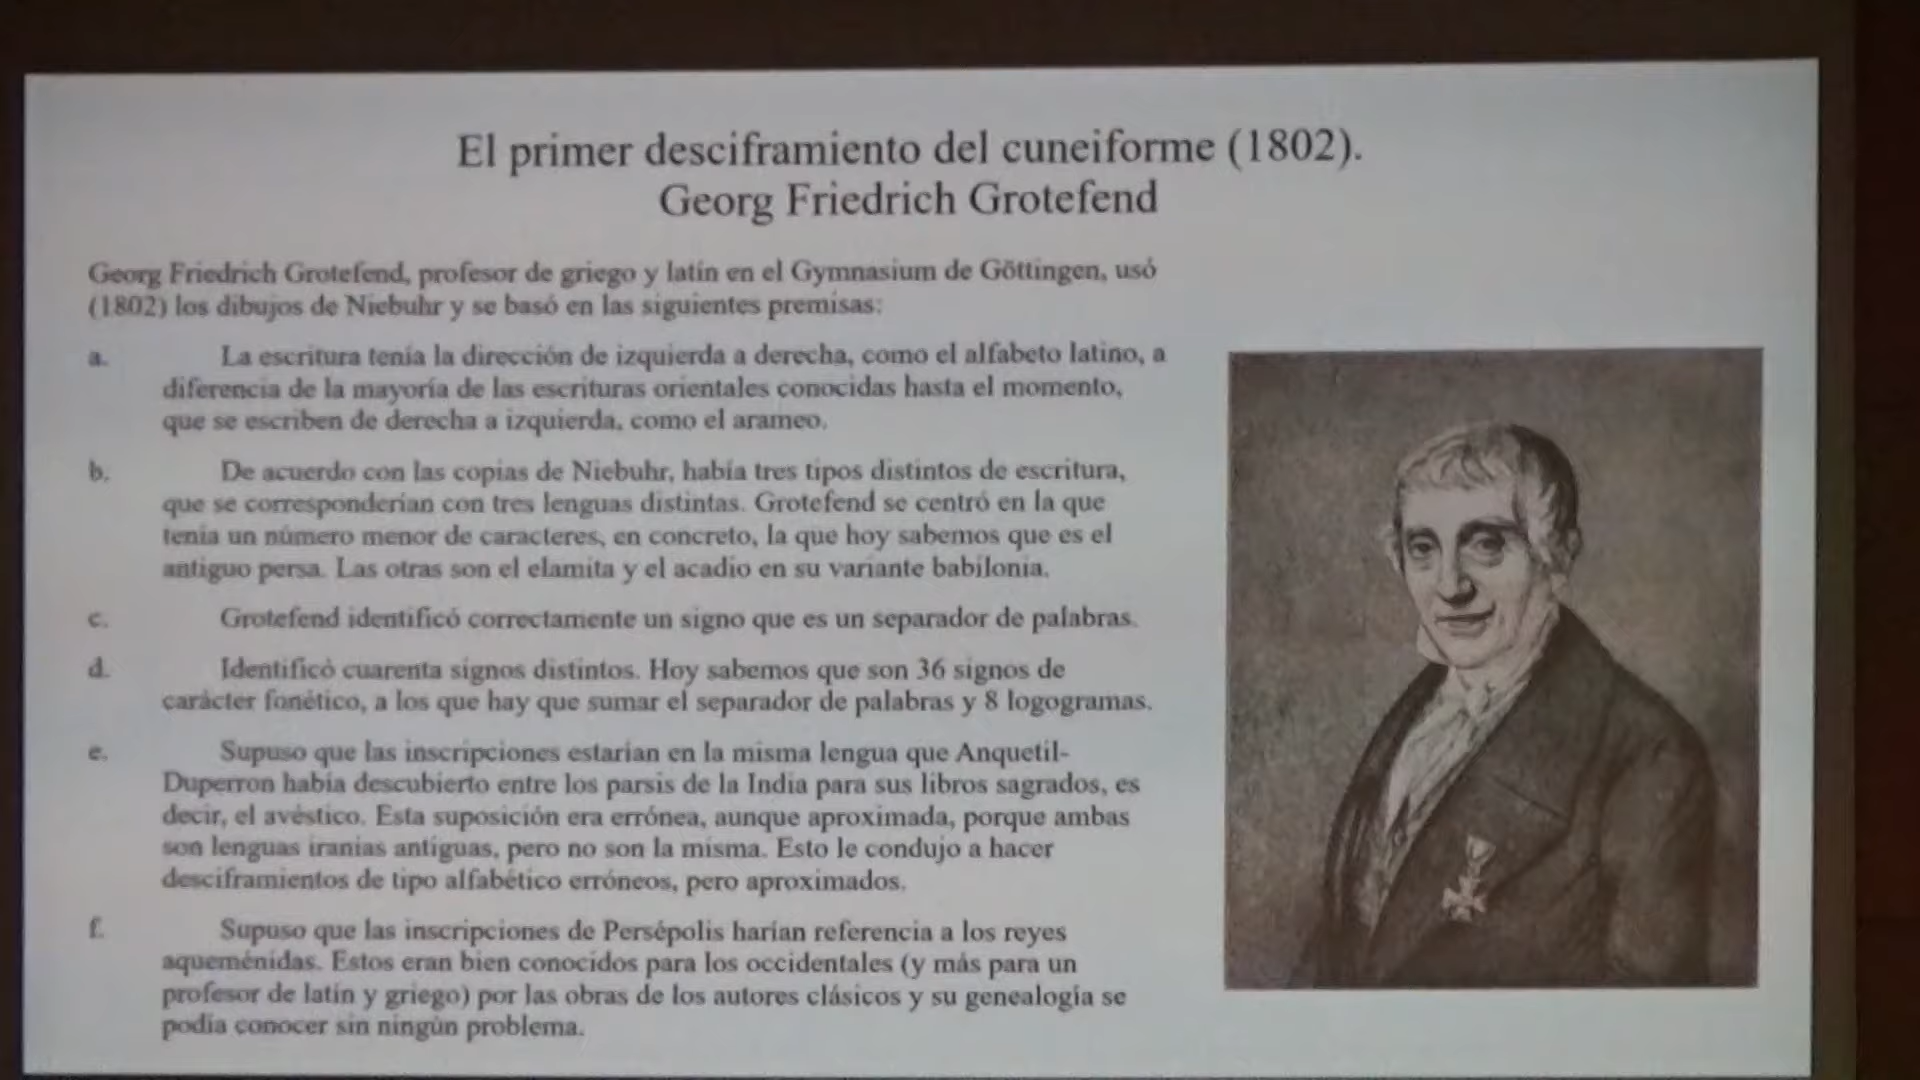 El primer desciframiento del cuneiforme (1802).
Georg Friedrich Grotefend
Georg Friedrich Grotefend, profesor de griego y latín en el Gymnasium de Göttingen, usó
(1802) los dibujos de Niebuhr y se basó en las siguientes premisas:
a. La escritura tenía la dirección de izquierda a derecha, como el alfabeto latino, a
diferencia de la mayoría de las escrituras orientales conocidas hasta el momento,
que se escriben de derecha a izquierda, como el arameo.
b. De acuerdo con las copias de Niebuhr, había tres tipos distintos de escritura,
que se corresponderían con tres lenguas distintas. Grotefend se centró en la que
tenía un número menor de caracteres, en concreto, la que hoy sabemos que es el
antiguo persa. Las otras son el elamita y el acadio en su variante babilonia.
c. Grotefend identificó correctamente un signo que es un separador de palabras.
d. Identificó cuarenta signos distintos. Hoy sabemos que son 36 signos de
carácter fonético, a los que hay que sumar el separador de palabras y 8 logogramas.
e. Supuso que las inscripciones estarían en la misma lengua que Anquetil-
Duperron había descubierto entre los parsis de la India para sus libros sagrados, es
decir, el avéstico. Esta suposición era errónea, aunque aproximada, porque ambas
son lenguas iranias antiguas, pero no son la misma. Esto le condujo a hacer
desciframientos de tipo alfabético erróneos, pero aproximados.
f. Supuso que las inscripciones de Persépolis harían referencia a los reyes
aqueménidas. Estos eran bien conocidos para los occidentales (y más para un
profesor de latín y griego) por las obras de los autores clásicos y su genealogía se
podía conocer sin ningún problema.